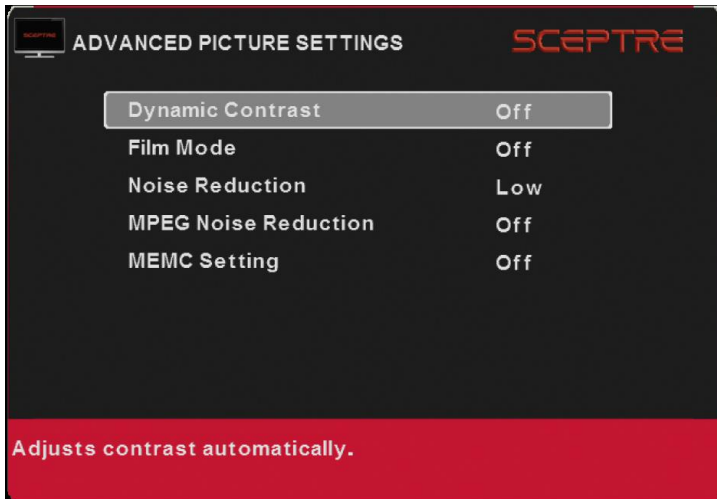 SCEPTRE
ADVANCED PICTURE SETTINGS
SCEPTRE
Dynamic Contrast Off
Film Mode Off
Noise Reduction Low
MPEG Noise Reduction Off
MEMC Setting Off
Adjusts contrast automatically.